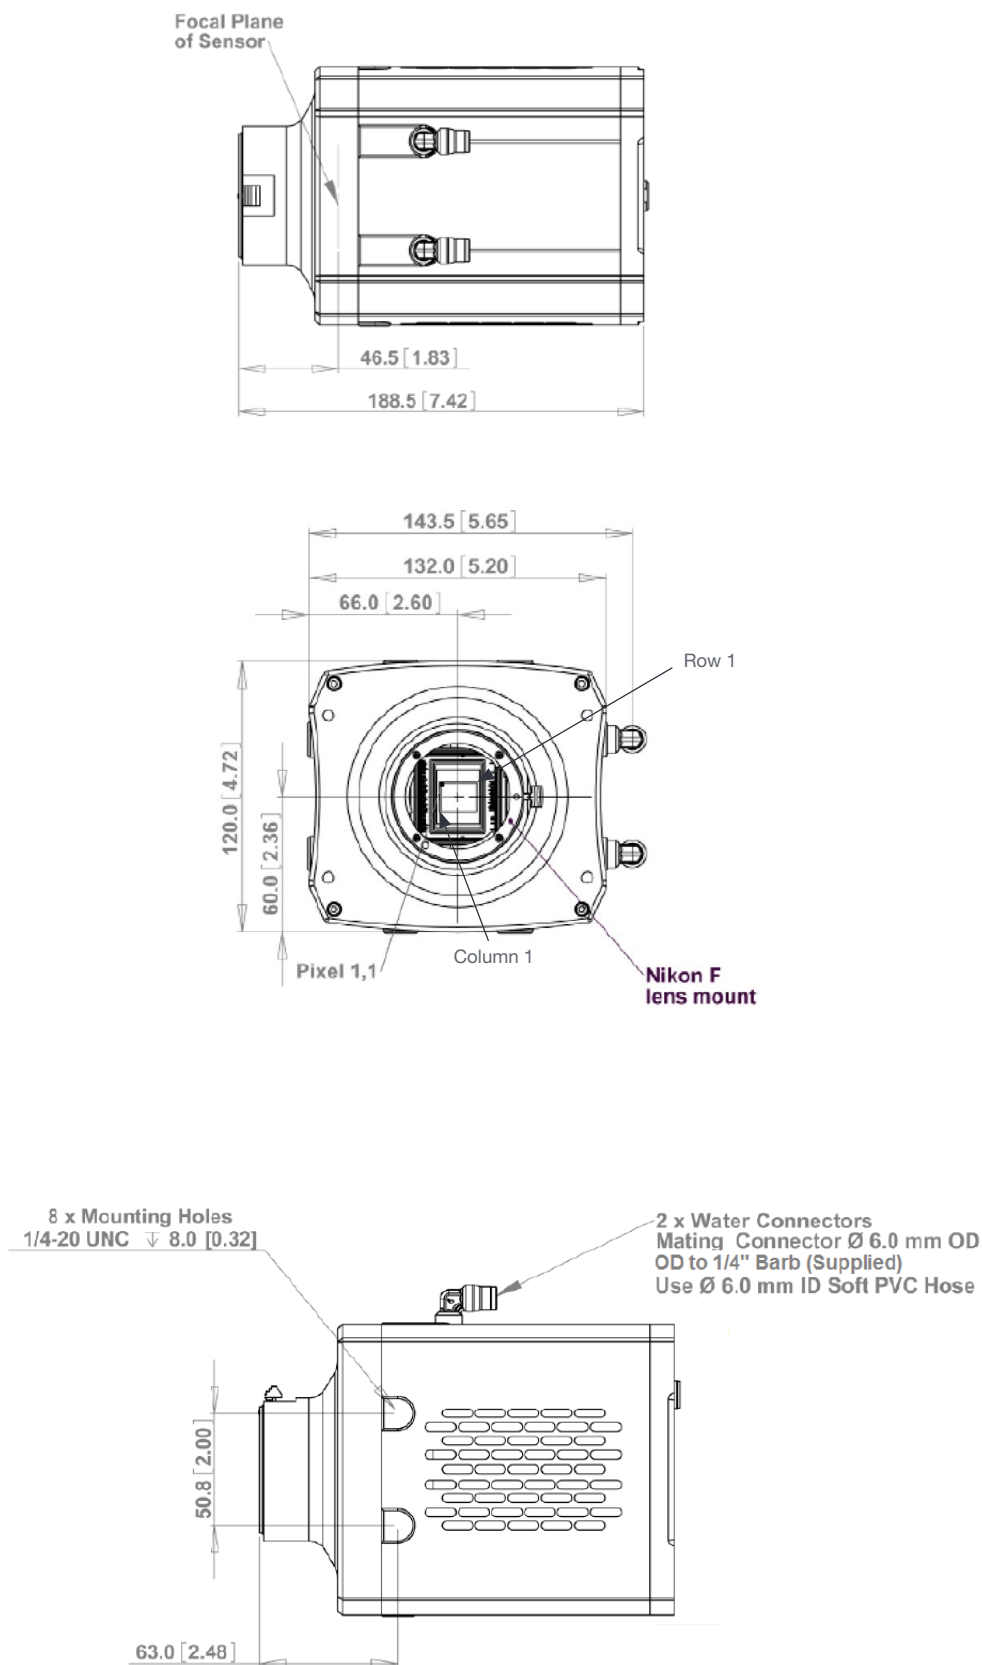 Focal Plane
of Sensor
46.5 [1.83]
188.5 [7.42]
143.5 [5.65]
132.0 [5.20]
66.0 [2.60]
Row 1
120.0 [4.72]
60.0 [2.36]
Column 1
Pixel 1,1
Nikon F
lens mount
8 x Mounting Holes
1/4-20 UNC ↧ 8.0 [0.32]
2 x Water Connectors
Mating Connector Ø 6.0 mm OD
OD to 1/4" Barb (Supplied)
Use Ø 6.0 mm ID Soft PVC Hose
50.8 [2.00]
63.0 [2.48]